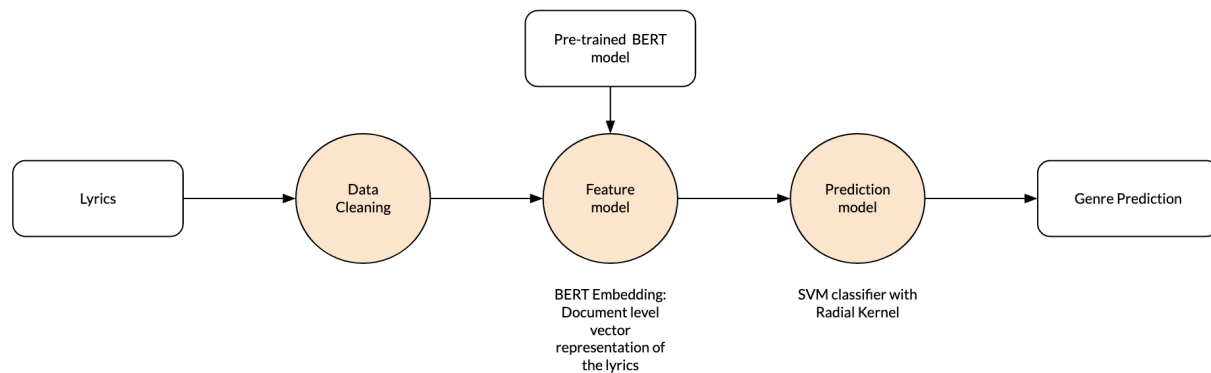 Pre-trained BERT
model
Lyrics
Data
Cleaning
Feature
model
Prediction
model
Genre Prediction
BERT Embedding:
Document level
vector
representation of
the lyrics
SVM classifier with
Radial Kernel